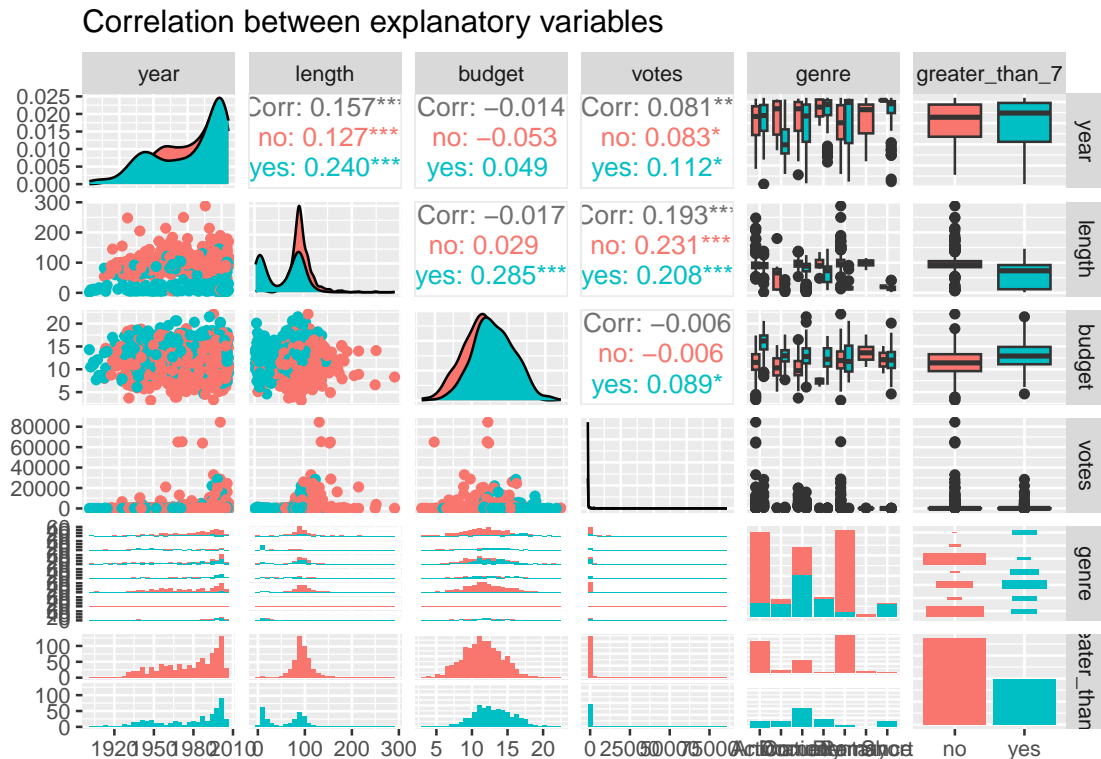 Correlation between explanatory variables
year length budget votes genre greater_than_7
0.025
0.020
0.015
0.010
0.005
0.000
Corr: 0.157***
no: 0.127***
yes: 0.240***
Corr: −0.014
no: −0.053
yes: 0.049
Corr: 0.081**
no: 0.083*
yes: 0.112*
year
300
200
100
0
Corr: −0.017
no: 0.029
yes: 0.285***
Corr: 0.193***
no: 0.231***
yes: 0.208***
length
20
15
10
5
Corr: −0.006
no: −0.006
yes: 0.089*
budget
80000
60000
40000
20000
0
votes
60
genre
100
50
0
100
50
0
eater_than
1920 1950 1980 2010
0 100 200 300
5 10 15 20
0 25000 50000 75000
no yes